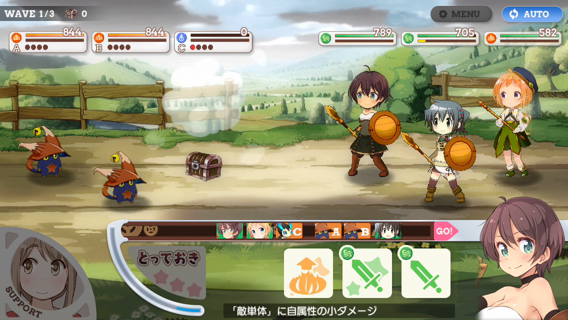 WAVE 1/3 0
MENU
AUTO
844
844
0
789
705
582
A
B
C
C
A
B
GO!
とっておき
SUPPORT
「敵単体」に自属性の小ダメージ